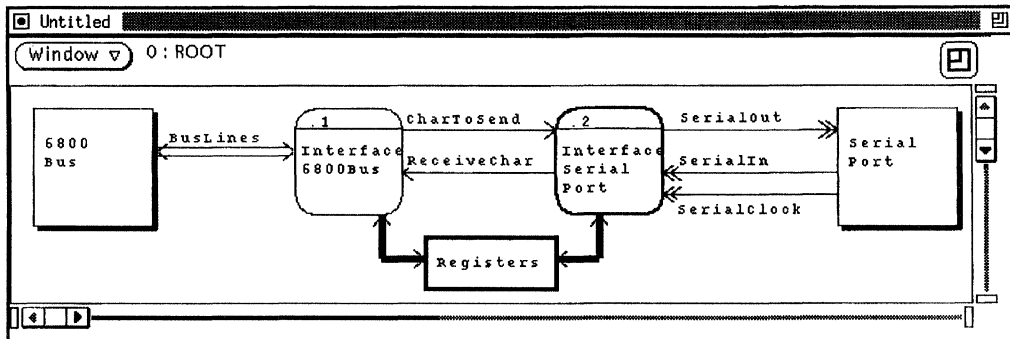 Untitled
Window
0 : ROOT
6800
Bus
BusLines
.1
Interface
6800Bus
CharToSend
ReceiveChar
.2
Interface
Serial
Port
SerialOut
SerialIn
SerialClock
Serial
Port
Registers